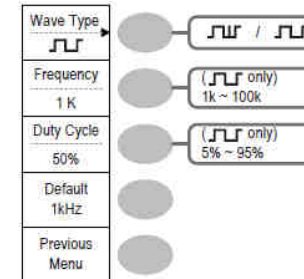 Wave Type
/
Frequency
( only)
1k ~ 100k
1 K
Duty Cycle
( only)
5% ~ 95%
50%
Default
1kHz
Previous
Menu